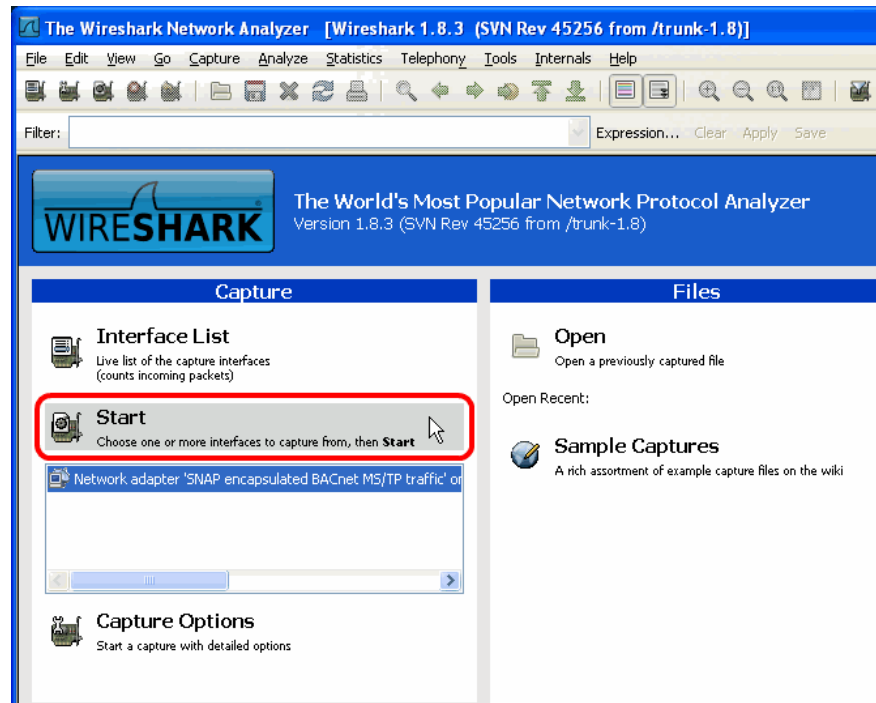 The Wireshark Network Analyzer [Wireshark 1.8.3 (SVN Rev 45256 from /trunk-1.8)]
File Edit View Go Capture Analyze Statistics Telephony Tools Internals Help
Filter: Expression... Clear Apply Save
WIRESHARK
The World's Most Popular Network Protocol Analyzer
Version 1.8.3 (SVN Rev 45256 from /trunk-1.8)
Capture
Interface List
Live list of the capture interfaces
(counts incoming packets)
Start
Choose one or more interfaces to capture from, then Start
Network adapter 'SNAP encapsulated BACnet MS/TP traffic' or
Capture Options
Start a capture with detailed options
Files
Open
Open a previously captured file
Open Recent:
Sample Captures
A rich assortment of example capture files on the wiki